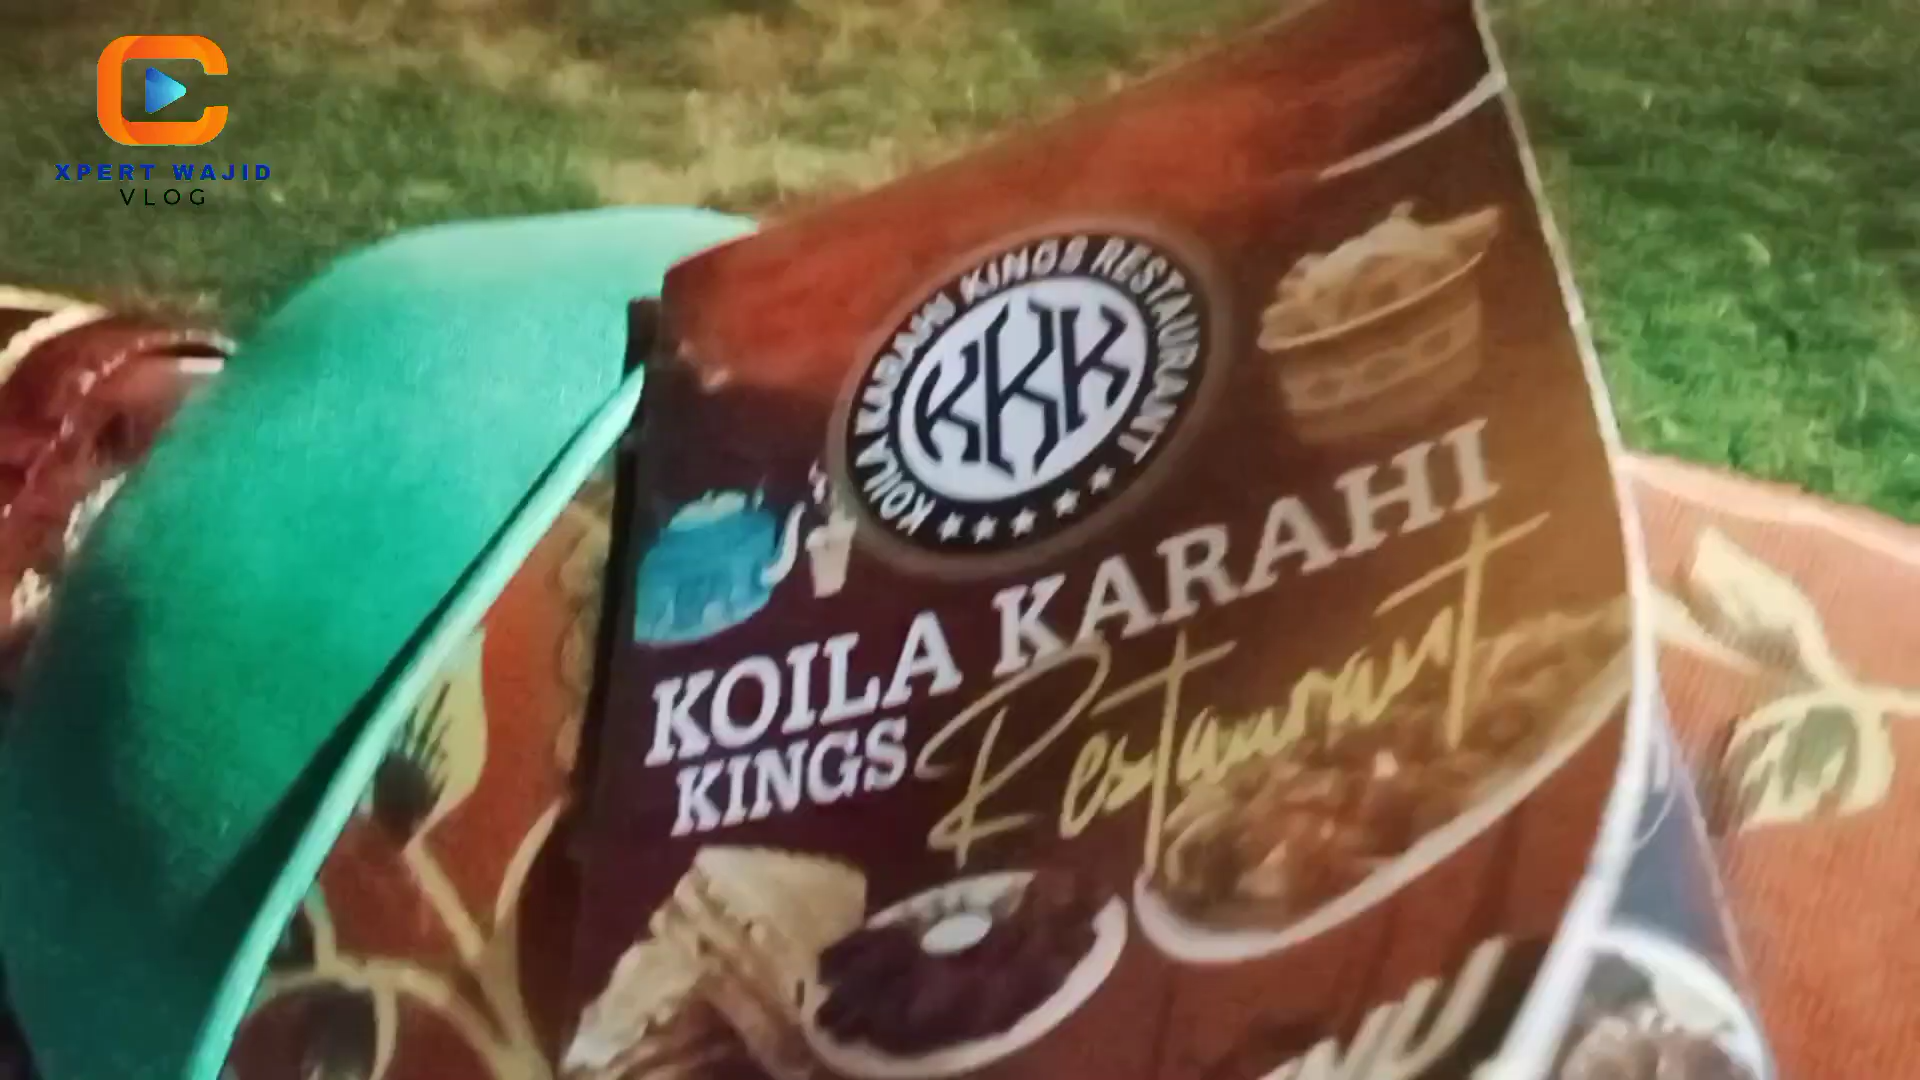 XPERT WAJID
VLOG
KOILA KARAHI KINGS RESTAURANT
KKK
KOILA KARAHI
KINGS Restaurant